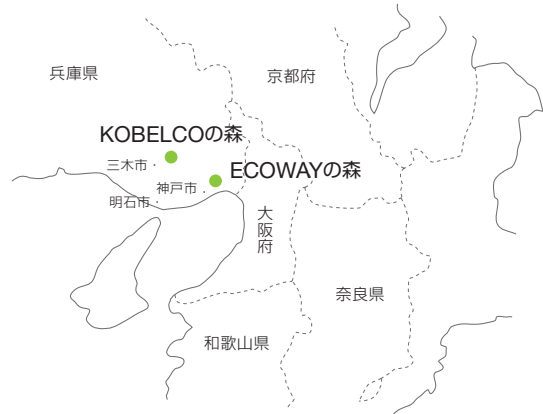 兵庫県
京都府
KOBELCOの森
三木市
ECOWAYの森
神戸市
明石市
大阪府
奈良県
和歌山県